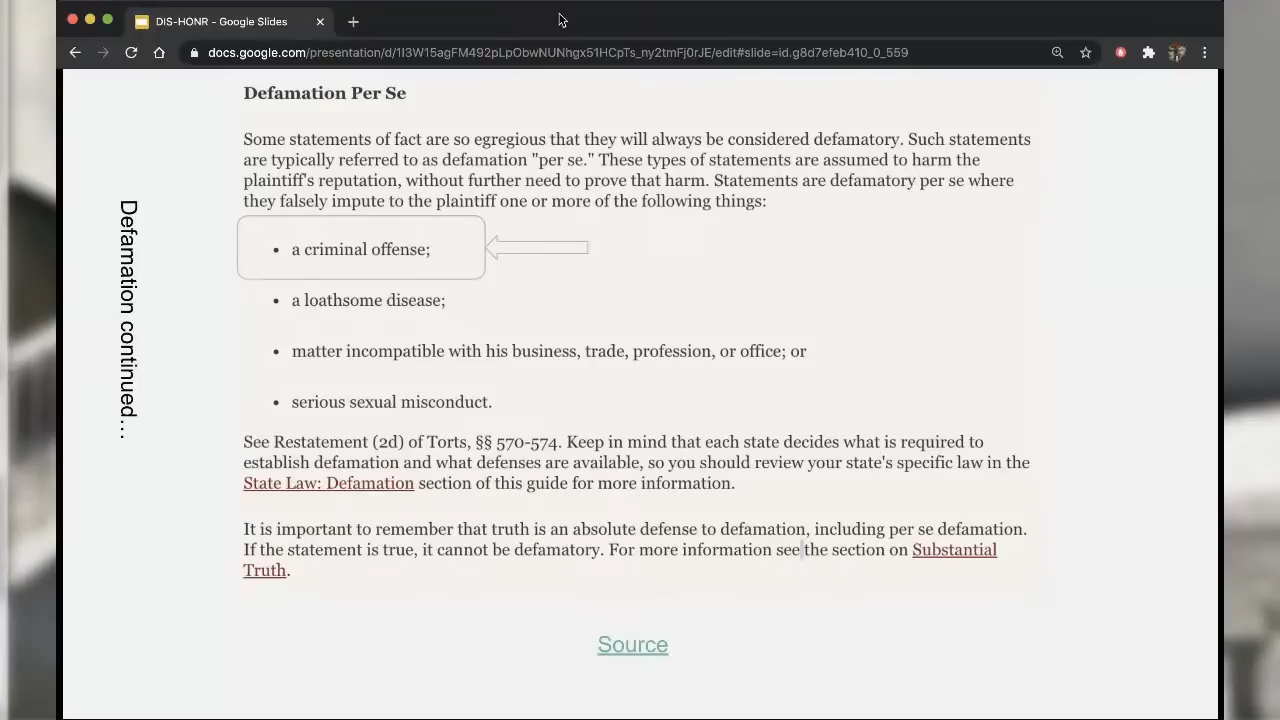 DIS-HONR - Google Slides
docs.google.com/presentation/d/1I3W15agFM492pLpObwNUNhgx51HCpTs_ny2tmFj0rJE/edit#slide=id.g8d7efeb410_0_559
Defamation continued...
Defamation Per Se
Some statements of fact are so egregious that they will always be considered defamatory. Such statements
are typically referred to as defamation "per se." These types of statements are assumed to harm the
plaintiff's reputation, without further need to prove that harm. Statements are defamatory per se where
they falsely impute to the plaintiff one or more of the following things:
• a criminal offense;
• a loathsome disease;
• matter incompatible with his business, trade, profession, or office; or
• serious sexual misconduct.
See Restatement (2d) of Torts, §§ 570-574. Keep in mind that each state decides what is required to
establish defamation and what defenses are available, so you should review your state's specific law in the
State Law: Defamation section of this guide for more information.
It is important to remember that truth is an absolute defense to defamation, including per se defamation.
If the statement is true, it cannot be defamatory. For more information see the section on Substantial
Truth.
Source